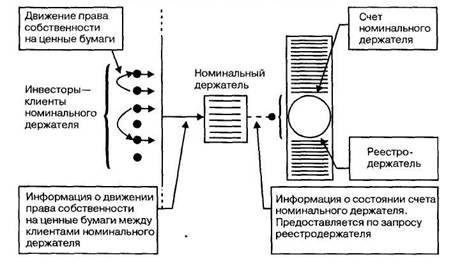 Движение права
собственности
на ценные бумаги
Инвесторы—
клиенты
номинального
держателя
Номинальный
держатель
Счет
номинального
держателя
Реестро-
держатель
Информация о движении
права собственности
на ценные бумаги между
клиентами номинального
держателя
Информация о состоянии счета
номинального держателя.
Предоставляется по запросу
реестродержателя